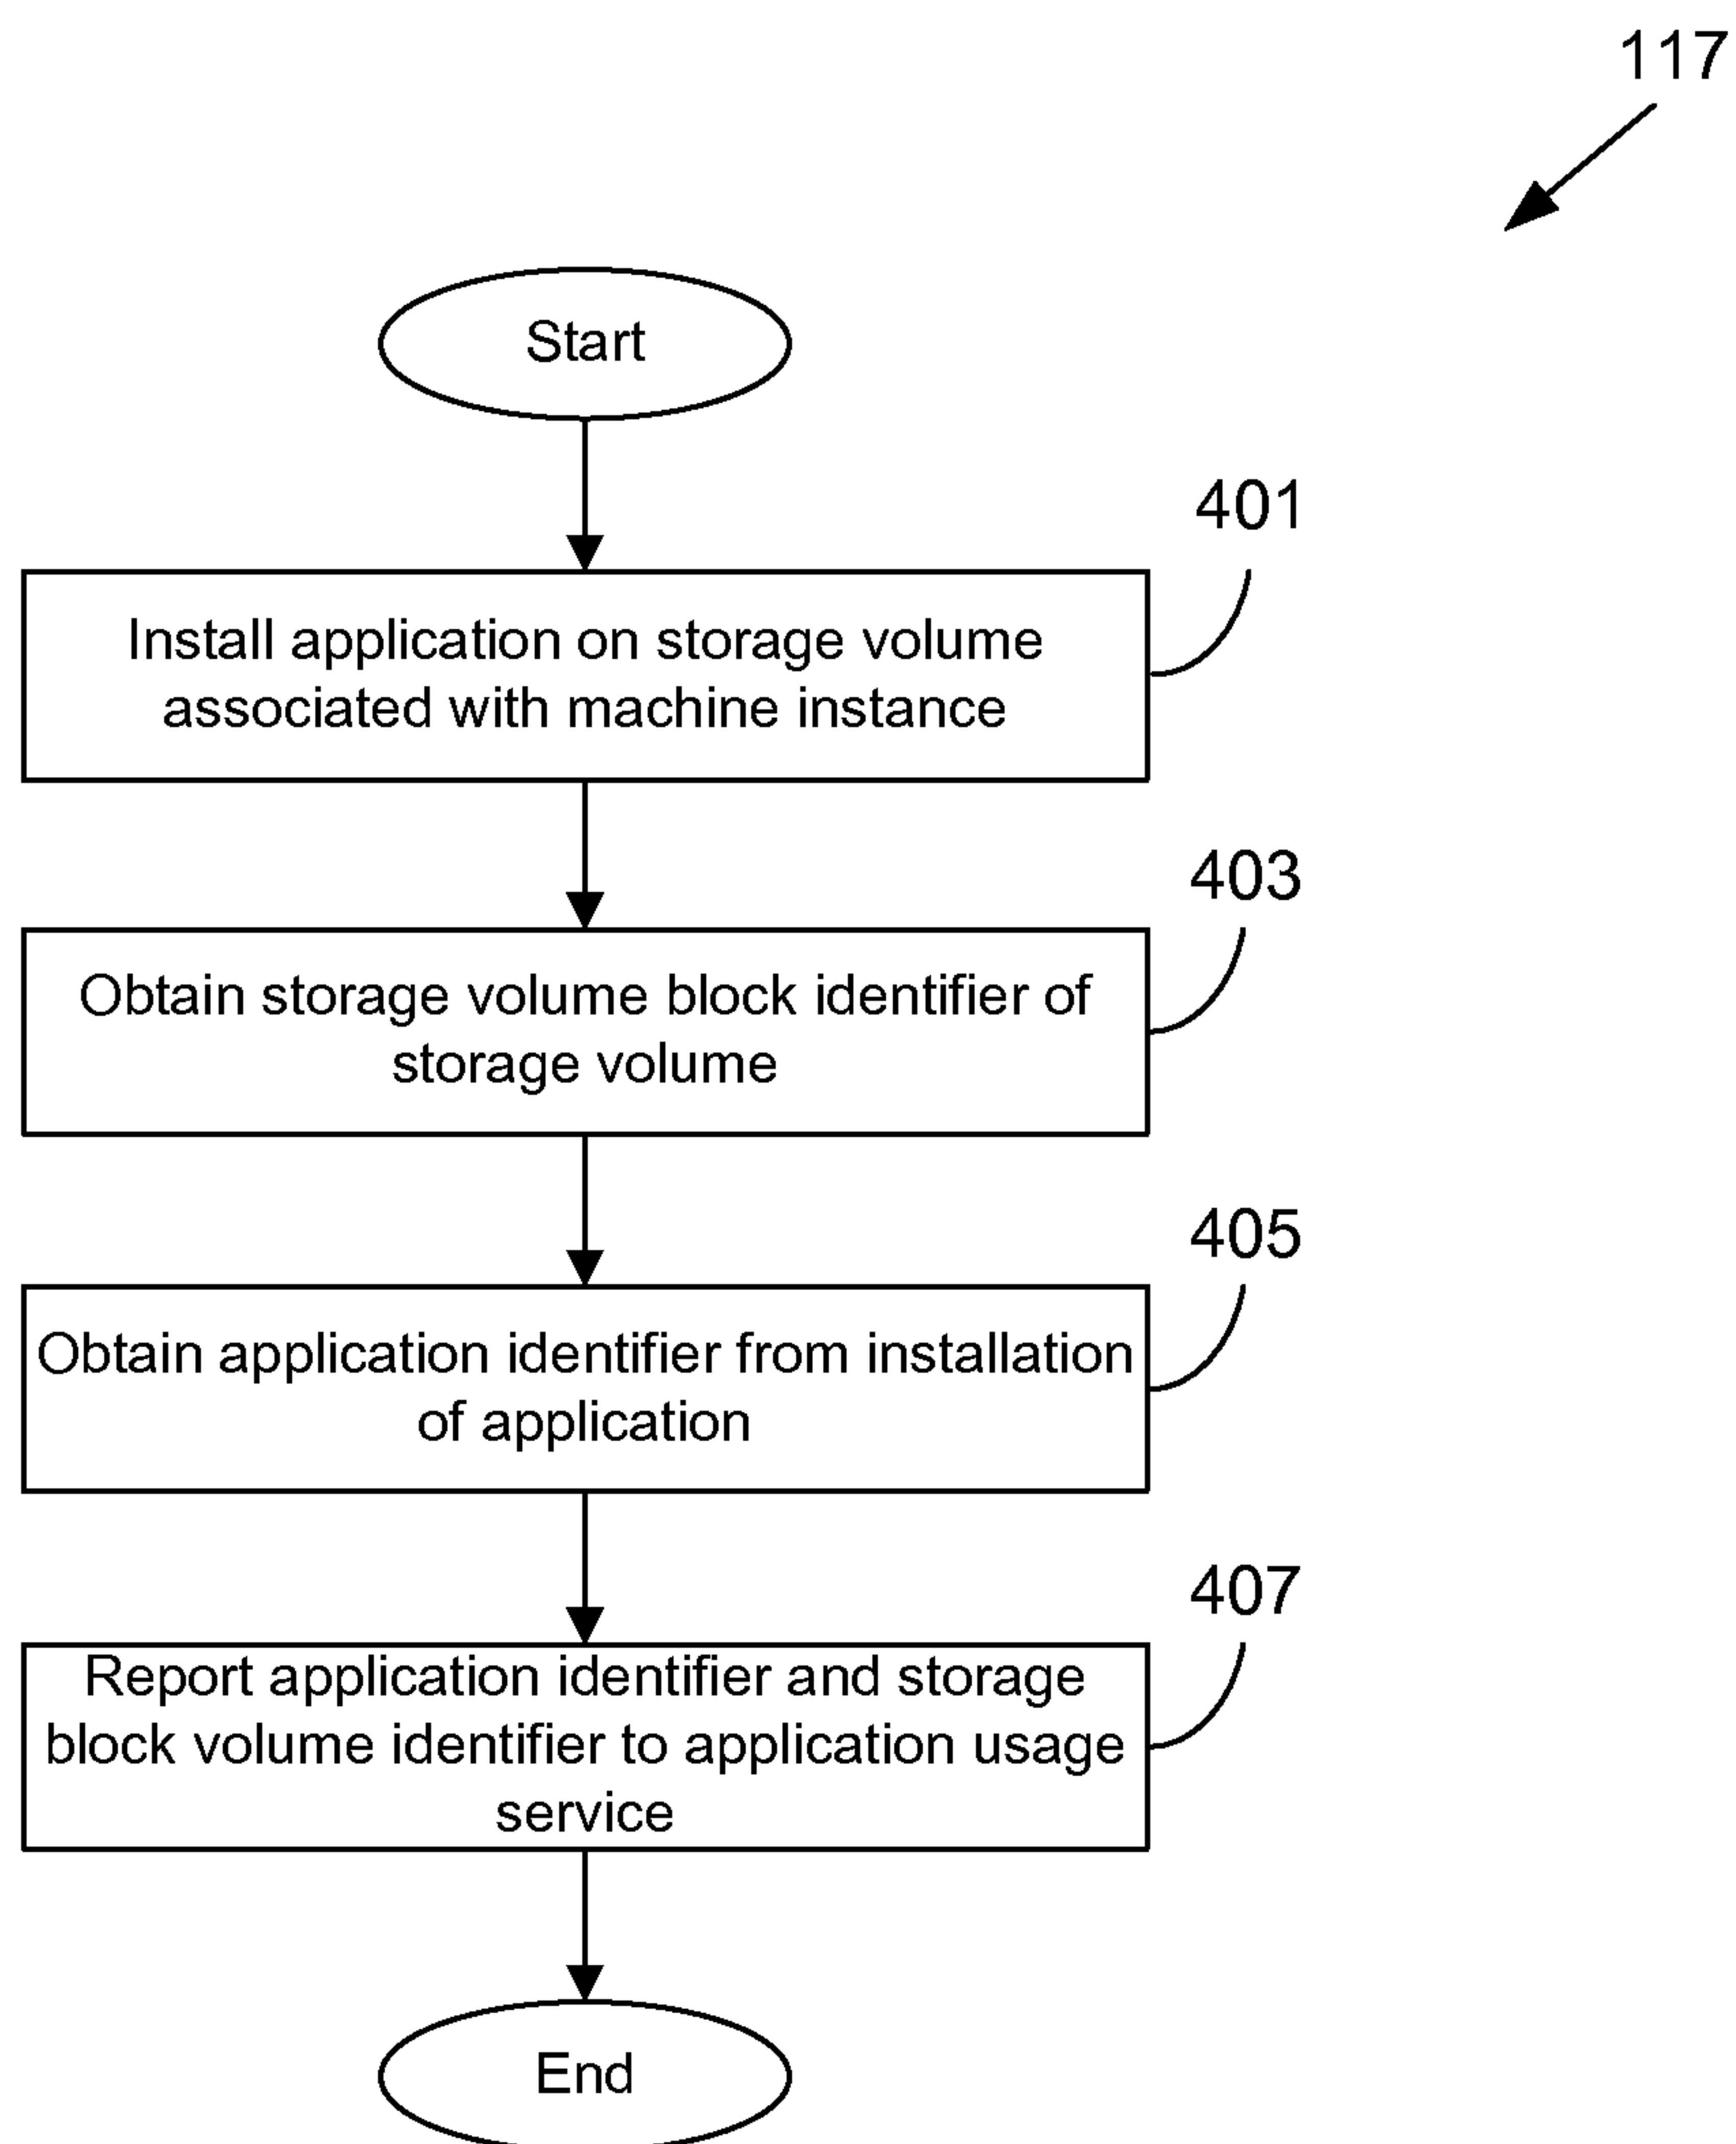 117
Start
401
Install application on storage volume
associated with machine instance
403
Obtain storage volume block identifier of
storage volume
405
Obtain application identifier from installation
of application
407
Report application identifier and storage
block volume identifier to application usage
service
End